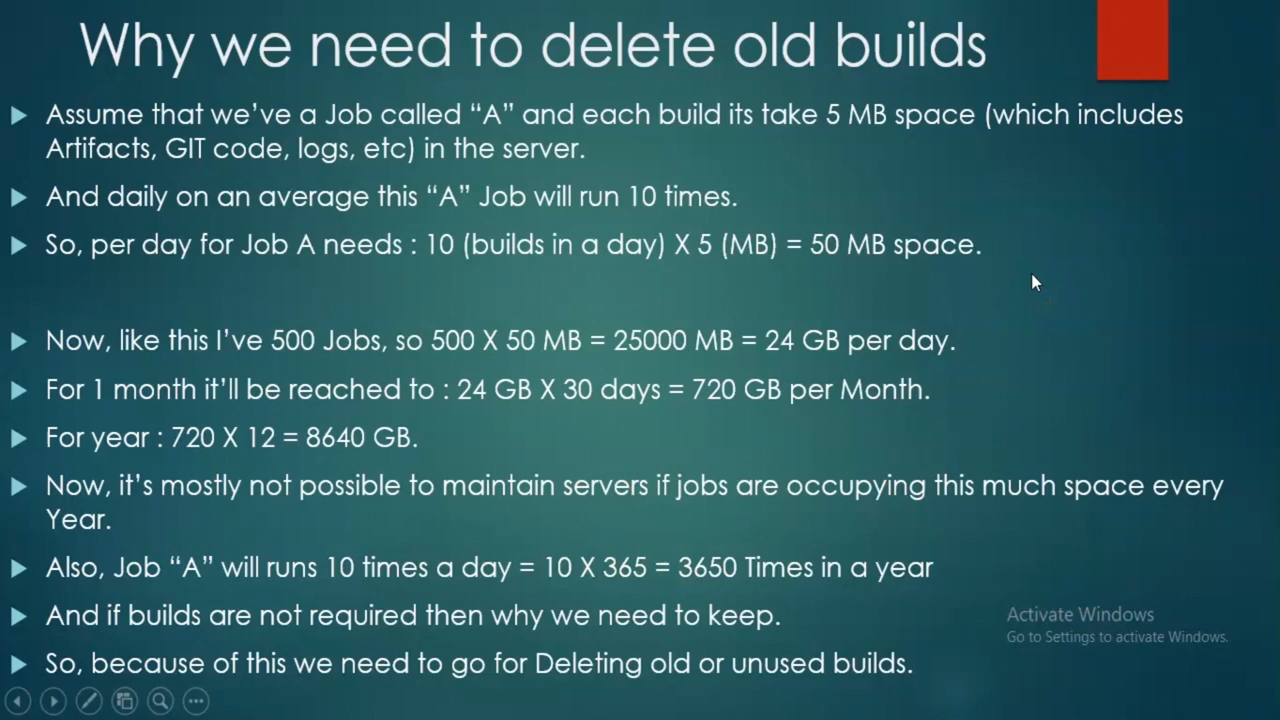 Why we need to delete old builds
Assume that we've a Job called “A” and each build its take 5 MB space (which includes
Artifacts, GIT code, logs, etc) in the server.
And daily on an average this “A” Job will run 10 times.
So, per day for Job A needs : 10 (builds in a day) X 5 (MB) = 50 MB space.
Now, like this I've 500 Jobs, so 500 X 50 MB = 25000 MB = 24 GB per day.
For 1 month it'll be reached to : 24 GB X 30 days = 720 GB per Month.
For year : 720 X 12 = 8640 GB.
Now, it's mostly not possible to maintain servers if jobs are occupying this much space every
Year.
Also, Job “A” will runs 10 times a day = 10 X 365 = 3650 Times in a year
And if builds are not required then why we need to keep.
So, because of this we need to go for Deleting old or unused builds.
Activate Windows
Go to Settings to activate Windows.